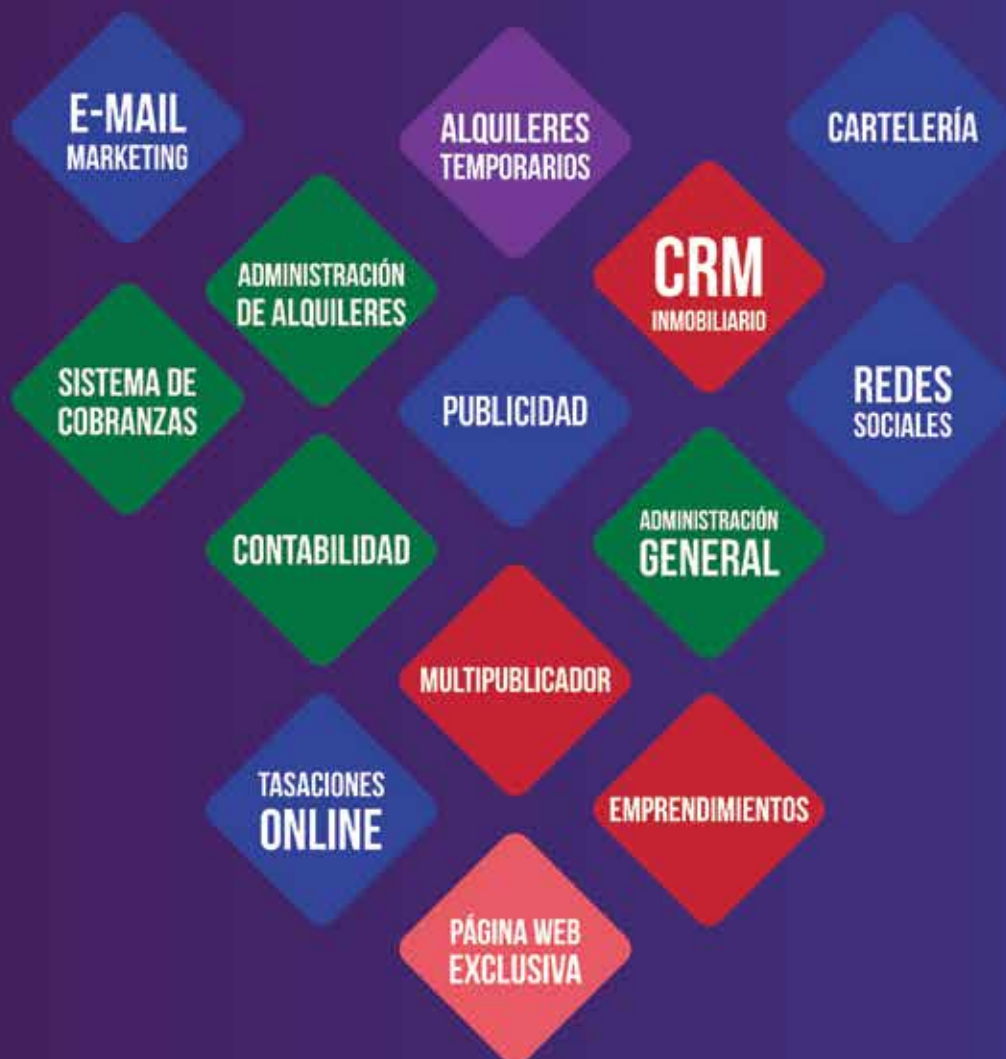 E-MAIL
MARKETING
ALQUILERES
TEMPORARIOS
CARTELERÍA
ADMINISTRACIÓN
DE ALQUILERES
CRM
INMOBILIARIO
SISTEMA DE
COBRANZAS
PUBLICIDAD
REDES
SOCIALES
CONTABILIDAD
ADMINISTRACIÓN
GENERAL
MULTIPUBLICADOR
TASACIONES
ONLINE
EMPRENDIMIENTOS
PÁGINA WEB
EXCLUSIVA